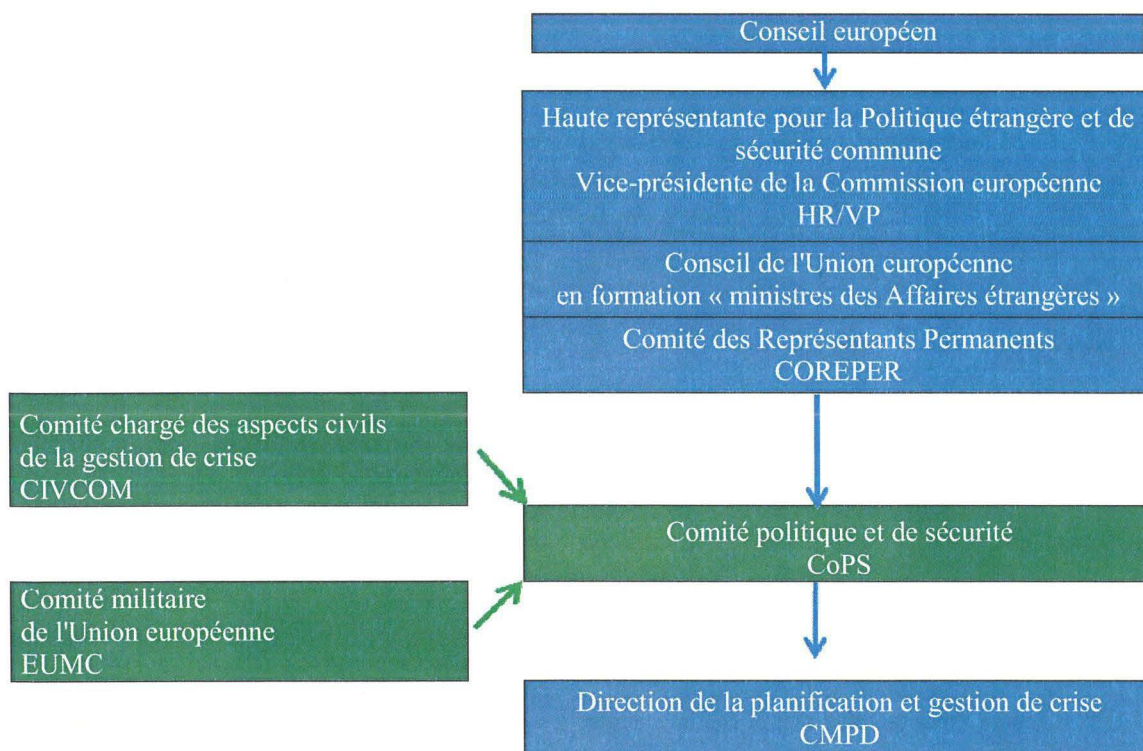 Conseil européen
Haute représentante pour la Politique étrangère et de
sécurité commune
Vice-présidente de la Commission européenne
HR/VP
Conseil de l'Union européenne
en formation « ministres des Affaires étrangères »
Comité des Représentants Permanents
COREPER
Comité chargé des aspects civils
de la gestion de crise
CIVCOM
Comité politique et de sécurité
CoPS
Comité militaire
de l'Union européenne
EUMC
Direction de la planification et gestion de crise
CMPD